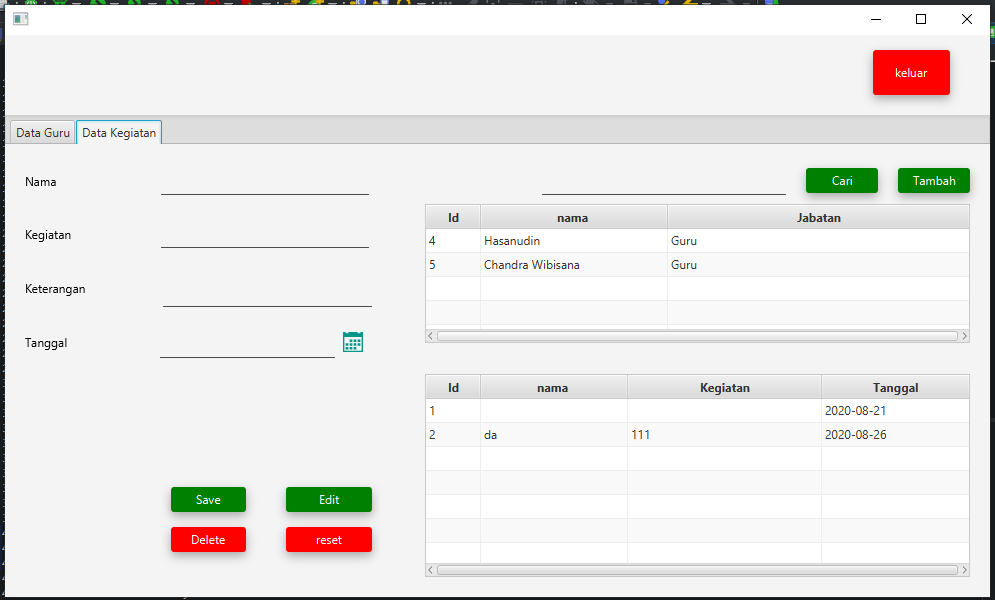 keluar
Data Guru Data Kegiatan
Nama Cari Tambah
Id nama Jabatan
Kegiatan 4 Hasanudin Guru
5 Chandra Wibisana Guru
Keterangan
Tanggal
Id nama Kegiatan Tanggal
1 2020-08-21
2 da 111 2020-08-26
Save Edit
Delete reset